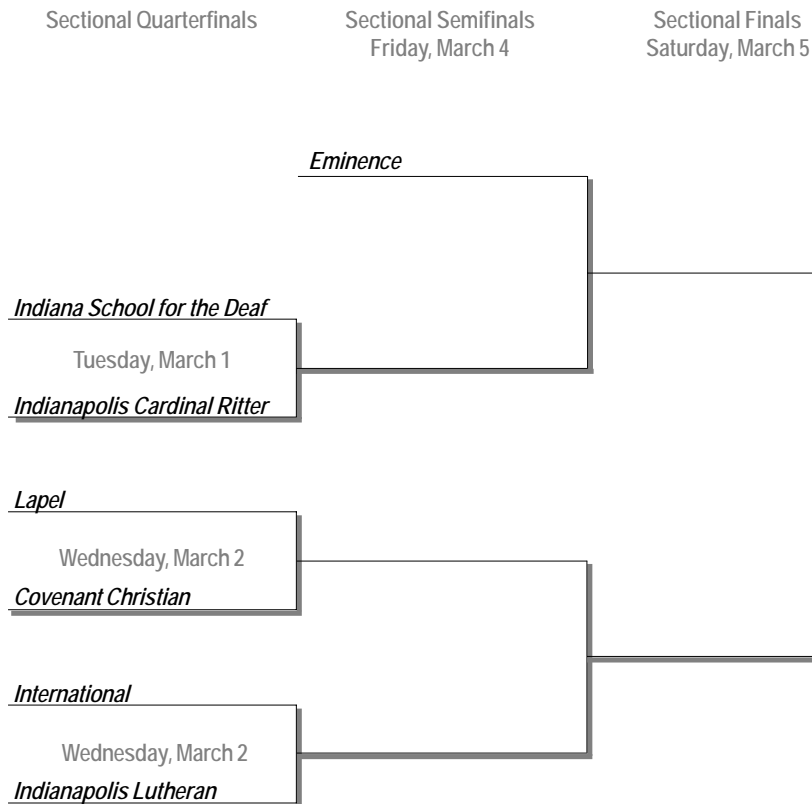 Sectional Quarterfinals
Sectional Semifinals
Friday, March 4
Sectional Finals
Saturday, March 5
Eminence
Indiana School for the Deaf
Tuesday, March 1
Indianapolis Cardinal Ritter
Lapel
Wednesday, March 2
Covenant Christian
International
Wednesday, March 2
Indianapolis Lutheran